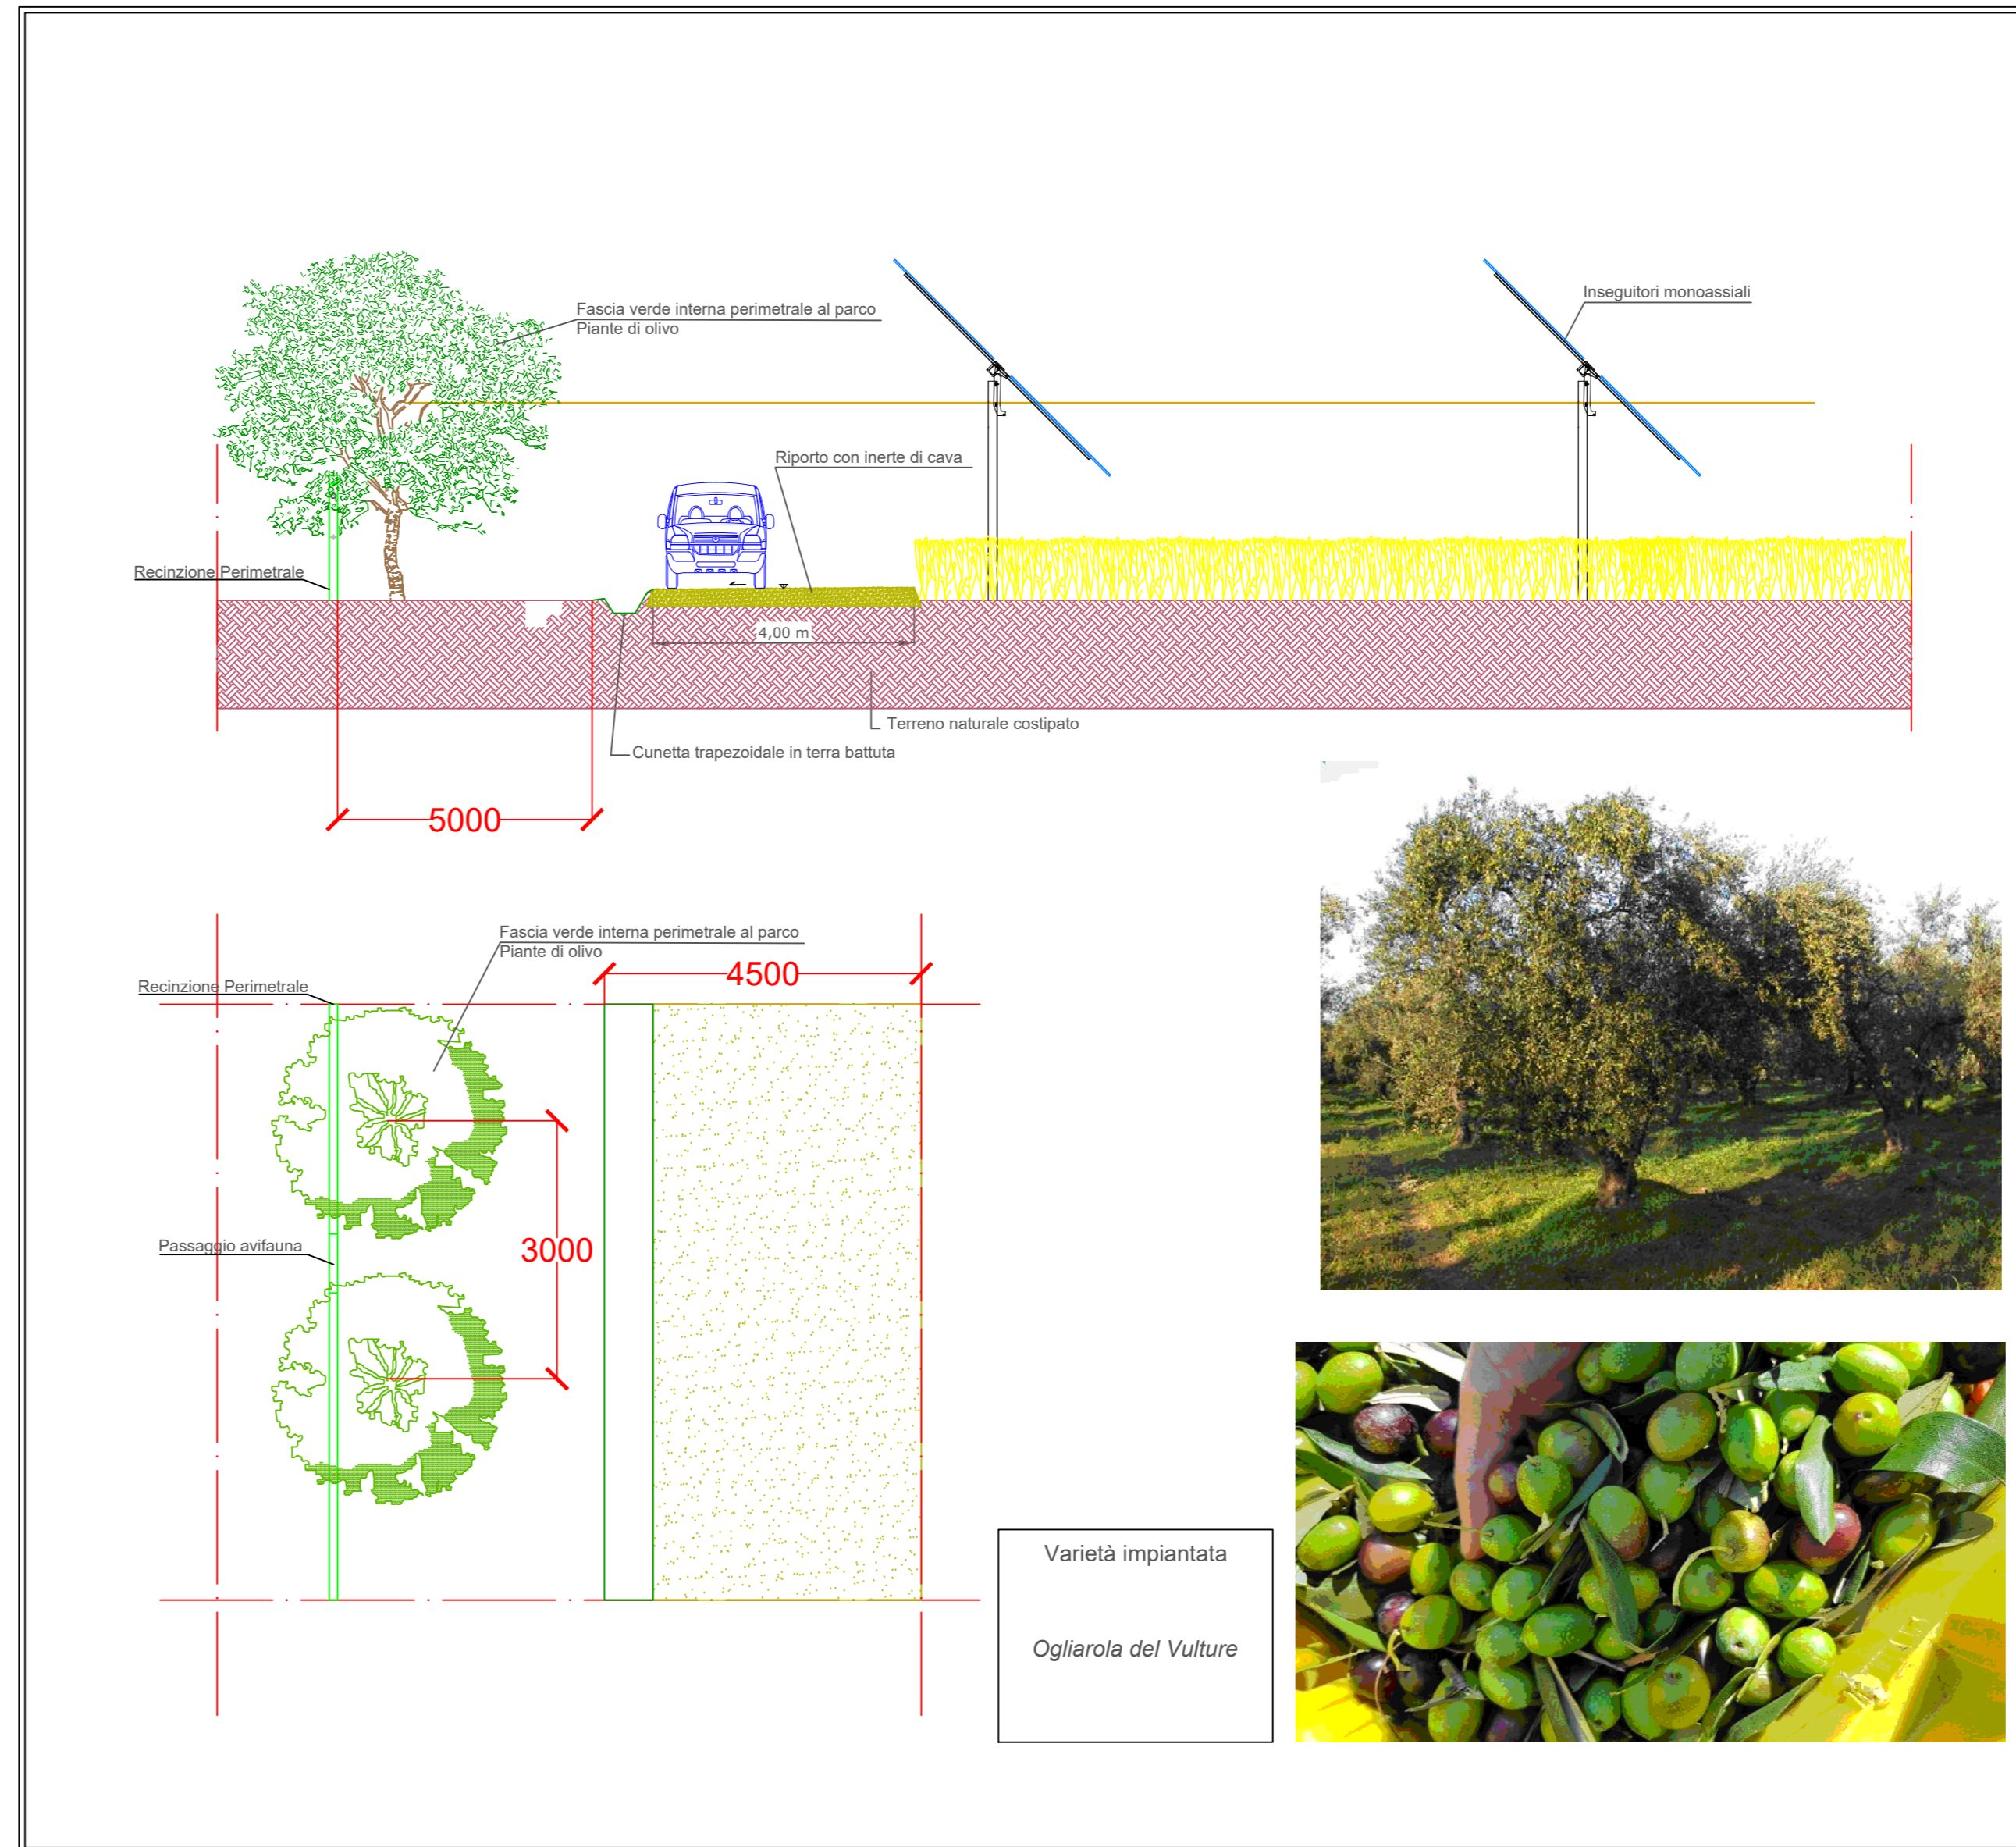 Fascia verde interna perimetrale al parco
Piante di olivo
Inseguitori monoassiali
Riporto con inerte di cava
Recinzione Perimetrale
4,00 m
Terreno naturale costipato
Cunetta trapezoidale in terra battuta
5000
Fascia verde interna perimetrale al parco
Piante di olivo
4500
Recinzione Perimetrale
3000
Passaggio avifauna
Varietà impiantata
Ogliarola del Vulture